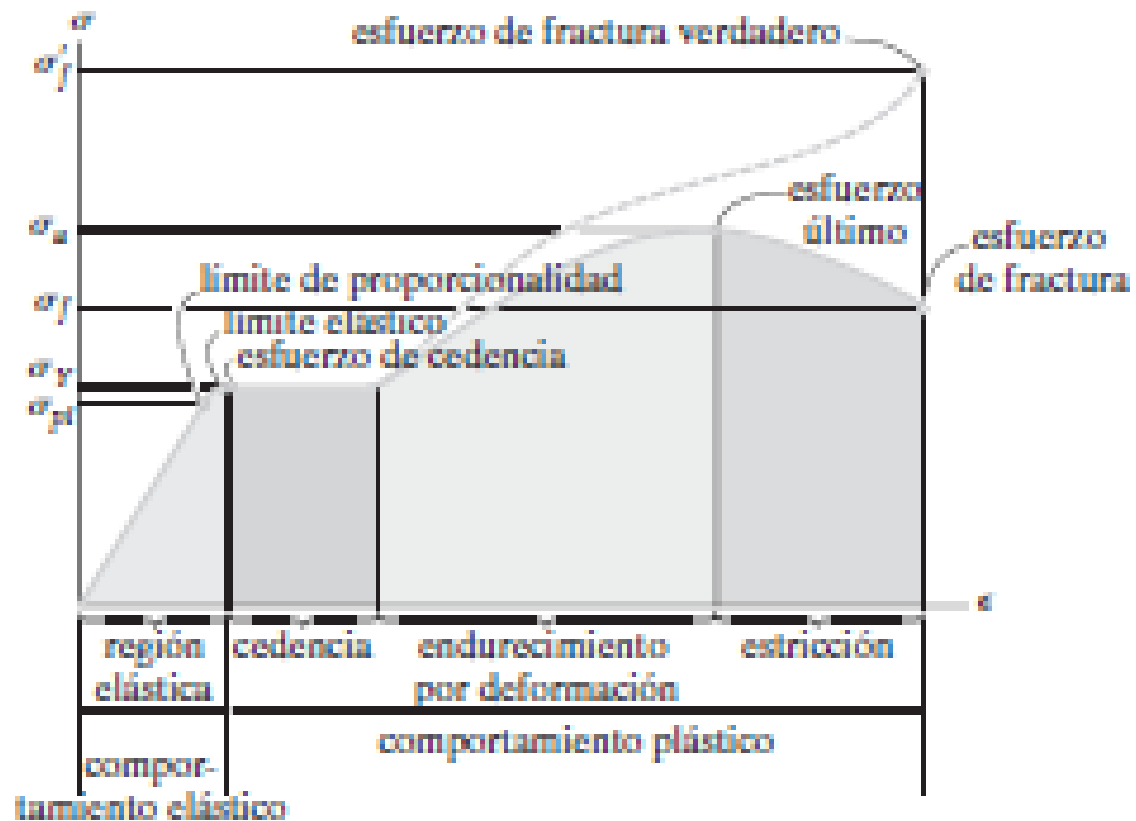 σ
esfuerzo de fractura verdadero
σ'f
σu
esfuerzo
último
esfuerzo
de fractura
límite de proporcionalidad
σf
límite elástico
esfuerzo de cedencia
σY
σpl
ϵ
región
elástica
cedencia
endurecimiento
por deformación
estricción
comportamiento plástico
compor-
tamiento elástico